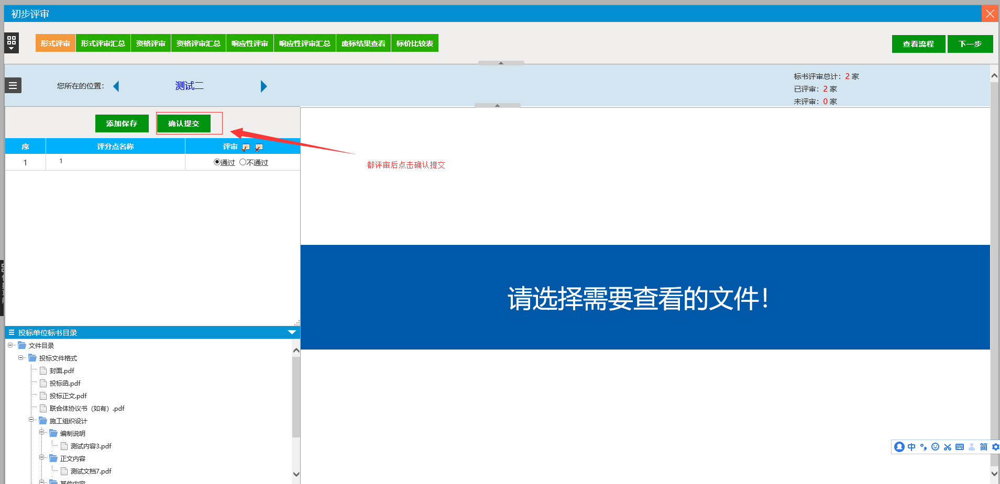 初步评审
形式评审 形式评审汇总 资格评审 资格评审汇总 响应性评审 响应性评审汇总 废标结果查看 标价比较表 查看流程 下一步
您所在的位置： 测试二
标书评审总计：2 家
已评审：2 家
未评审：0 家
添加保存 确认提交
序 评分点名称 评审
1 1 通过 不通过
都评审后点击确认提交
请选择需要查看的文件！
投标单位标书目录
文件目录
投标文件格式
封面.pdf
投标函.pdf
投标正文.pdf
联合体协议书（如有）.pdf
施工组织设计
编制说明
测试内容3.pdf
正文内容
测试文档7.pdf
其他内容
中 简